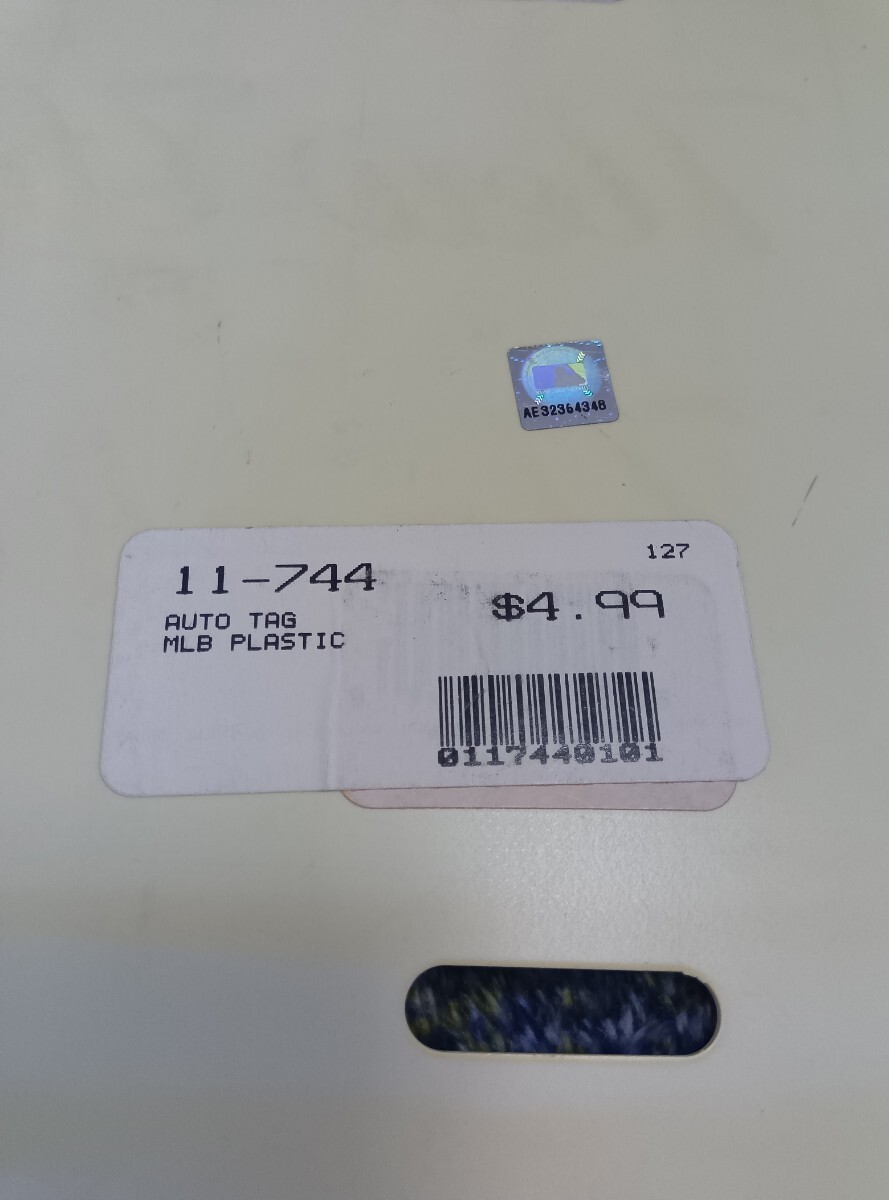 AE32364348
127
11-744
$4.99
AUTO TAG
MLB PLASTIC
0117440101